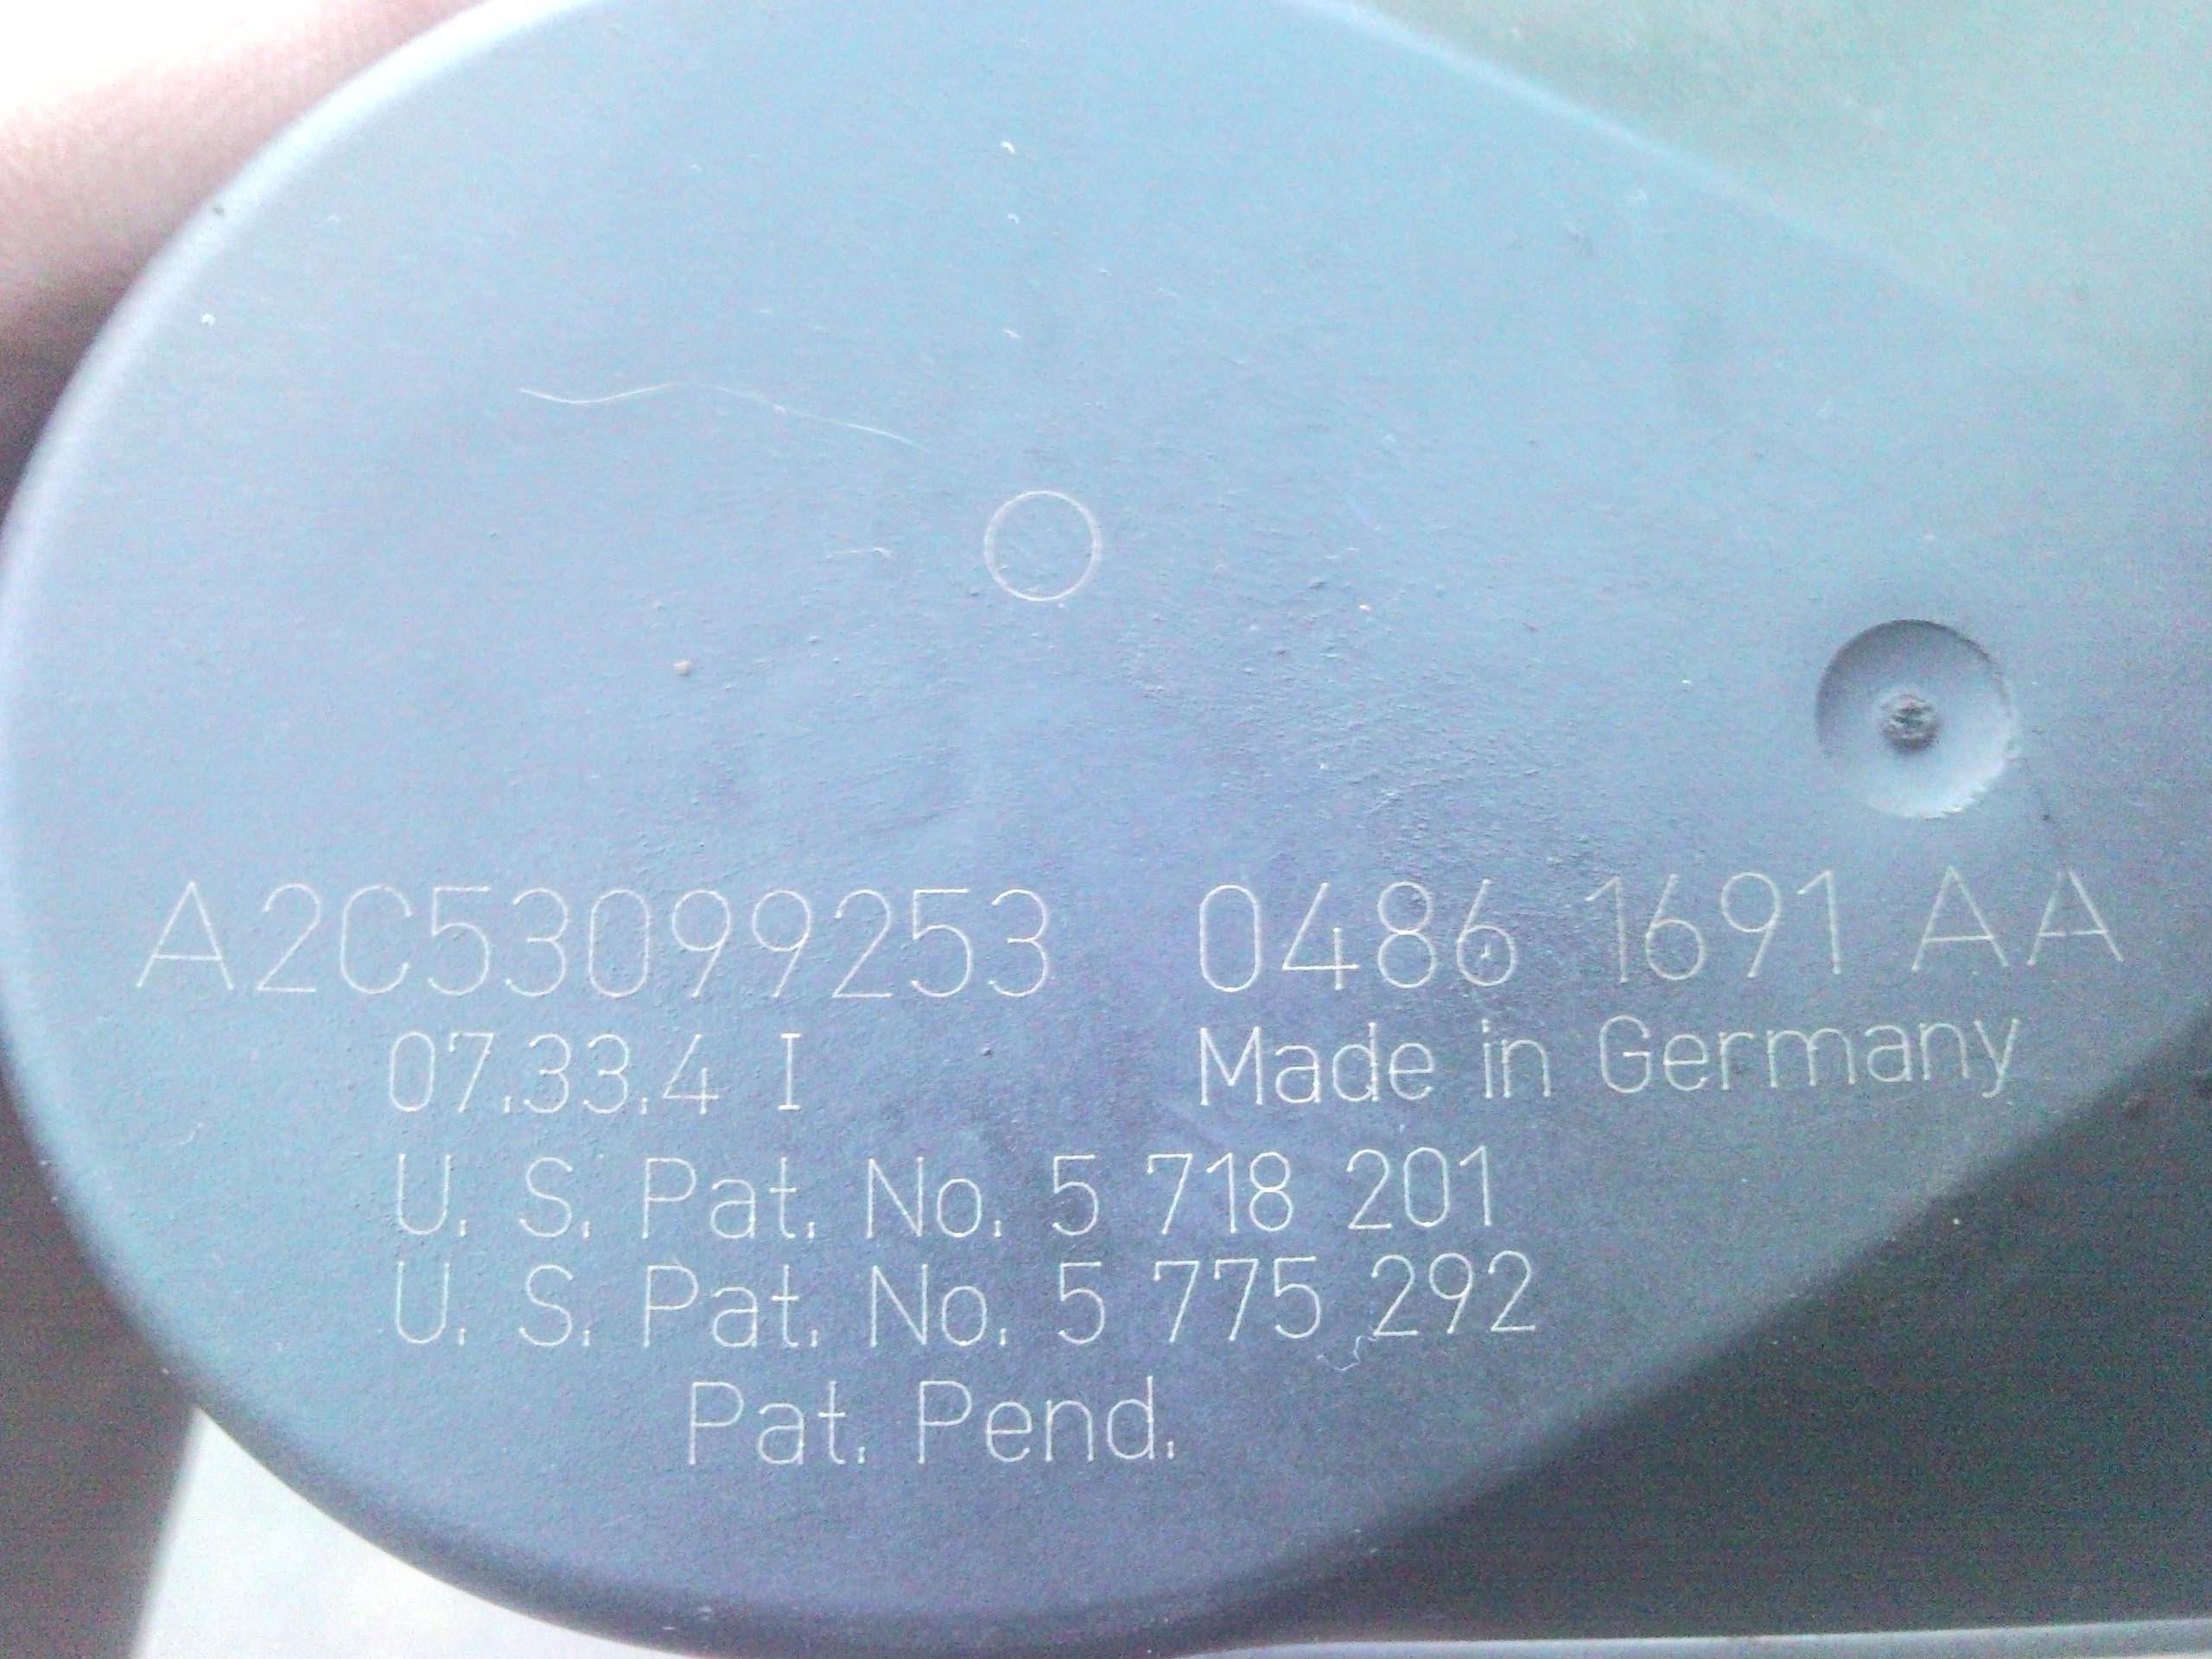 A2C53099253 0486 1691 AA
07.33.4 I Made in Germany
U. S. Pat. No. 5 718 201
U. S. Pat. No. 5 775 292
Pat. Pend.